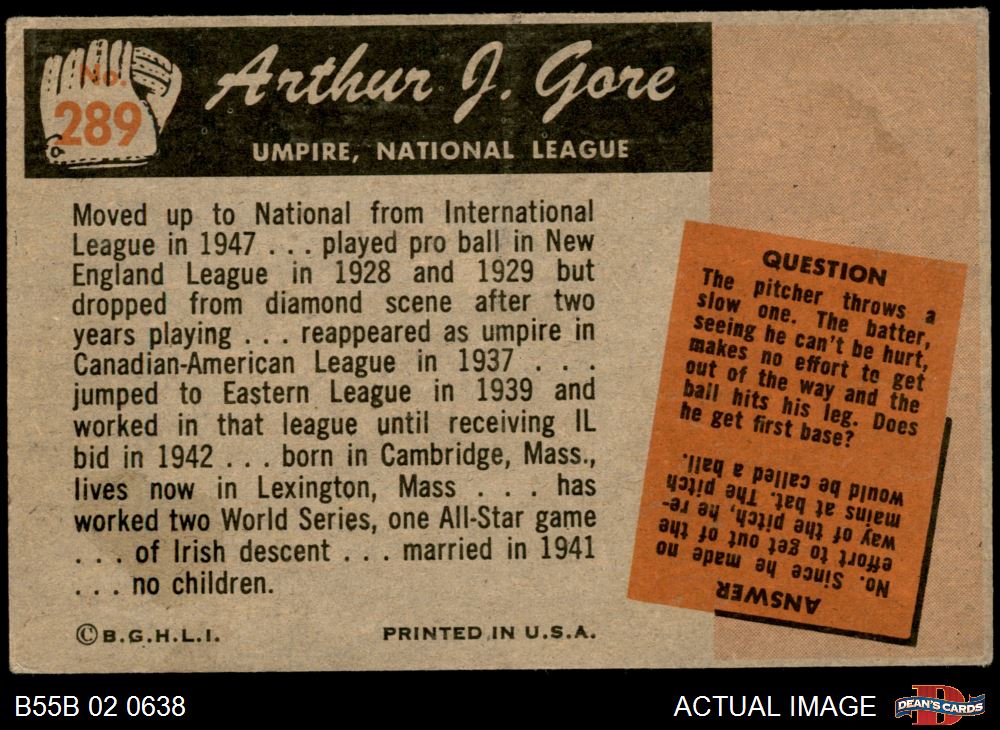 No.
289
Arthur J. Gore
UMPIRE, NATIONAL LEAGUE
Moved up to National from International
League in 1947 . . . played pro ball in New
England League in 1928 and 1929 but
dropped from diamond scene after two
years playing . . . reappeared as umpire in
Canadian-American League in 1937 . . .
jumped to Eastern League in 1939 and
worked in that league until receiving IL
bid in 1942 . . . born in Cambridge, Mass.,
lives now in Lexington, Mass . . . has
worked two World Series, one All-Star game
. . . of Irish descent . . . married in 1941
. . . no children.
©B.G.H.L.I.
PRINTED IN U.S.A.
QUESTION
The pitcher throws a
slow one. The batter,
seeing he can't be hurt,
makes no effort to get
out of the way and the
ball hits his leg. Does
he get first base?
ANSWER
No. Since he made no
effort to get out of the
way of the pitch, he re-
mains at bat. The pitch
would be called a ball.
B55B 02 0638
ACTUAL IMAGE
D
DEAN'S CARDS